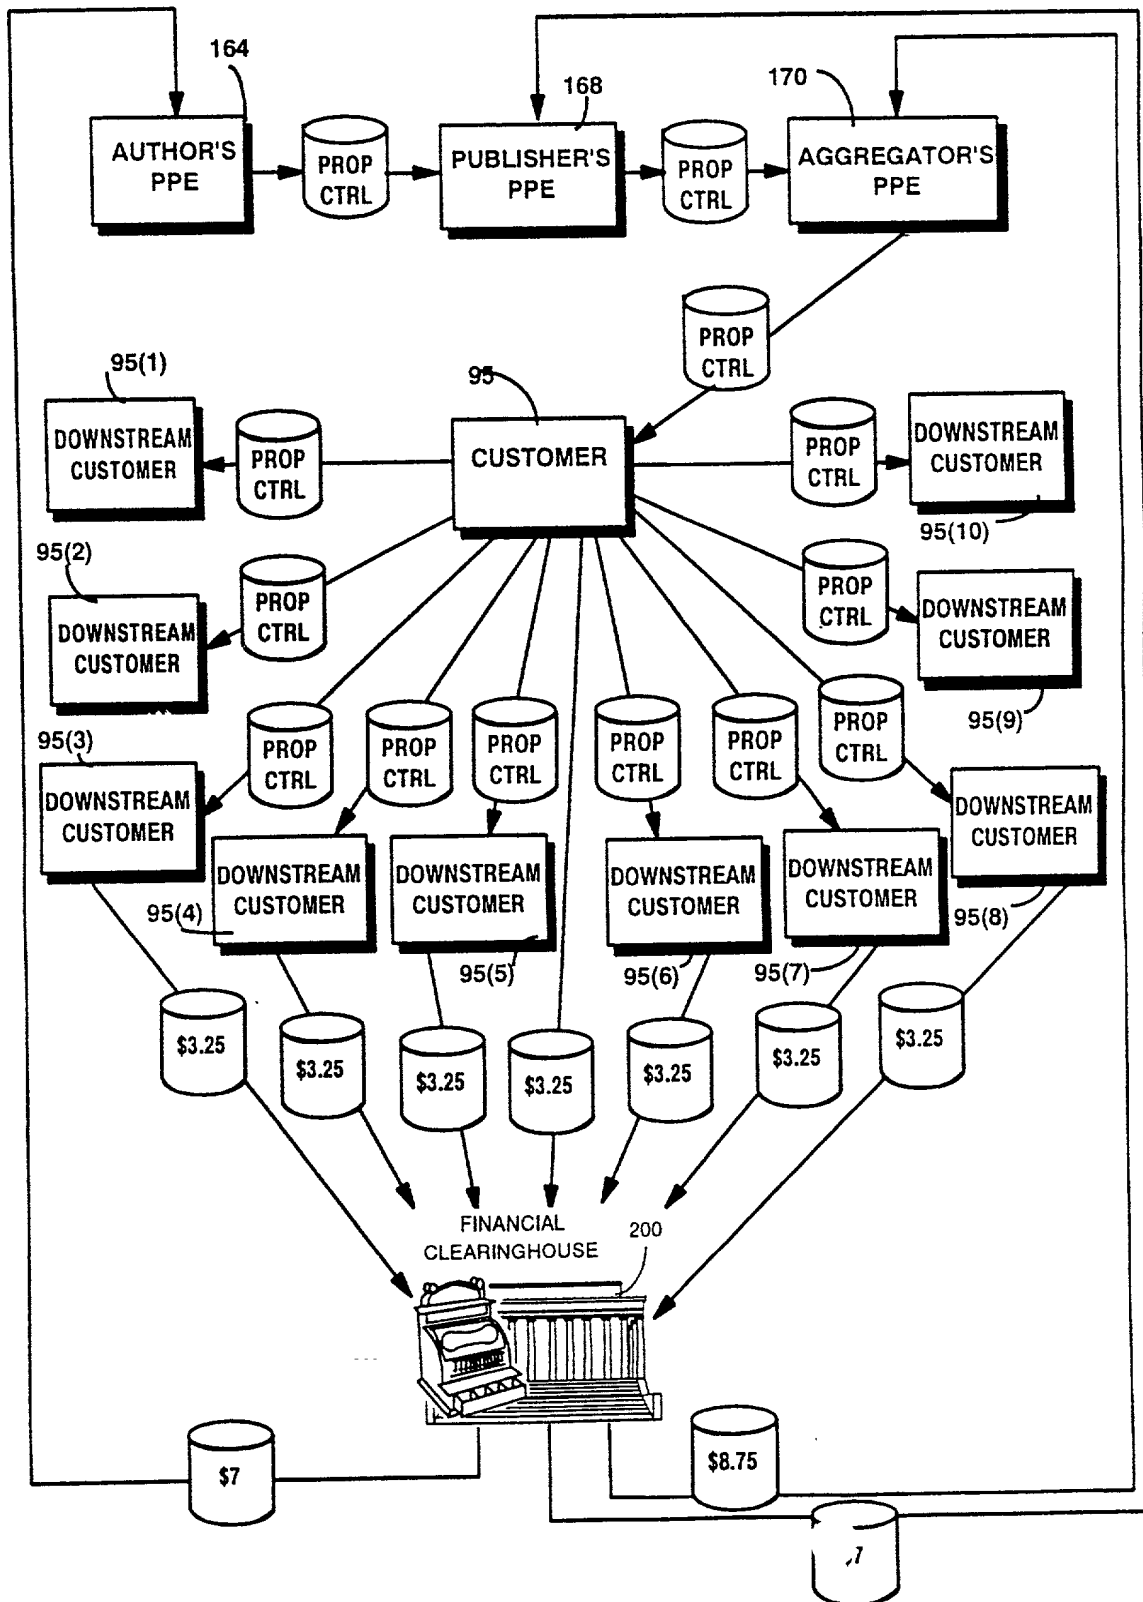 164
168
170
AUTHOR'S
PPE
PROP
CTRL
PUBLISHER'S
PPE
PROP
CTRL
AGGREGATOR'S
PPE
PROP
CTRL
95(1)
95
DOWNSTREAM
CUSTOMER
PROP
CTRL
CUSTOMER
PROP
CTRL
DOWNSTREAM
CUSTOMER
95(10)
95(2)
DOWNSTREAM
CUSTOMER
PROP
CTRL
PROP
CTRL
DOWNSTREAM
CUSTOMER
95(9)
95(3)
DOWNSTREAM
CUSTOMER
PROP
CTRL
PROP
CTRL
PROP
CTRL
PROP
CTRL
PROP
CTRL
PROP
CTRL
DOWNSTREAM
CUSTOMER
95(8)
DOWNSTREAM
CUSTOMER
95(4)
DOWNSTREAM
CUSTOMER
95(5)
DOWNSTREAM
CUSTOMER
95(6)
DOWNSTREAM
CUSTOMER
95(7)
$3.25
$3.25
$3.25
$3.25
$3.25
$3.25
$3.25
FINANCIAL
CLEARINGHOUSE
200
$7
$8.75
7